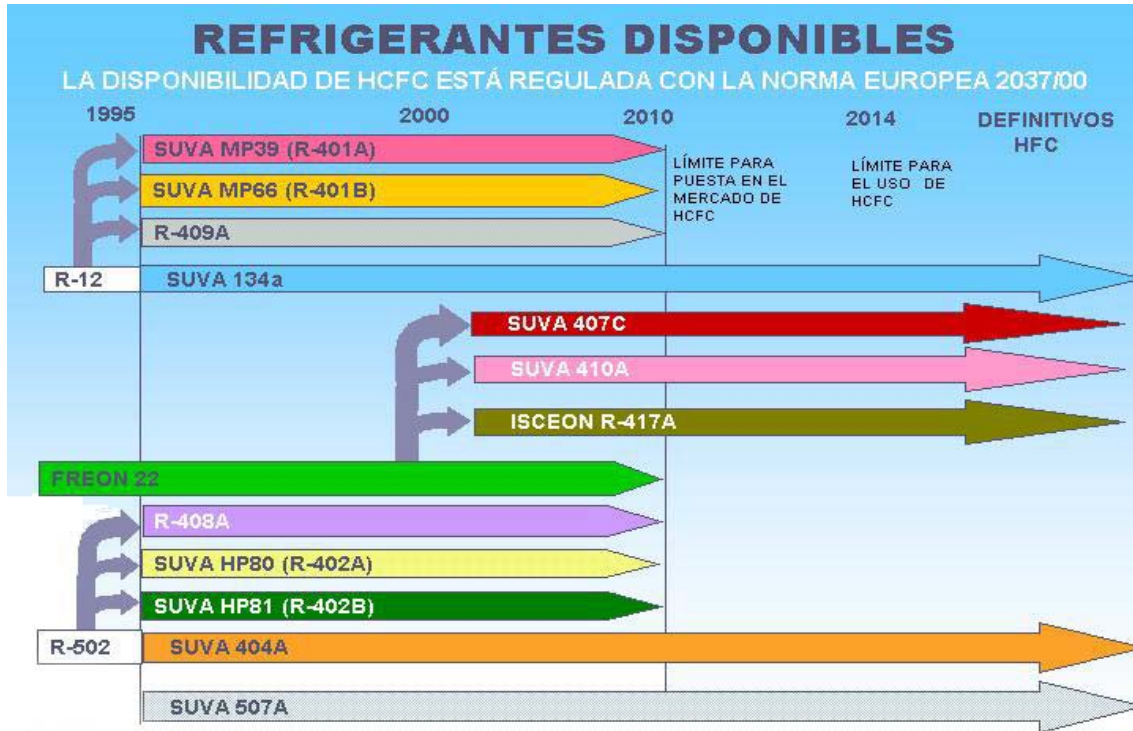 REFRIGERANTES DISPONIBLES
LA DISPONIBILIDAD DE HCFC ESTÁ REGULADA CON LA NORMA EUROPEA 2037/00
1995
2000
2010
2014
DEFINITIVOS
HFC
SUVA MP39 (R-401A)
LÍMITE PARA
PUESTA EN EL
MERCADO DE
HCFC
LÍMITE PARA
EL USO DE
HCFC
SUVA MP66 (R-401B)
R-409A
R-12
SUVA 134a
SUVA 407C
SUVA 410A
ISCEON R-417A
FREON 22
R-408A
SUVA HP80 (R-402A)
SUVA HP81 (R-402B)
R-502
SUVA 404A
SUVA 507A